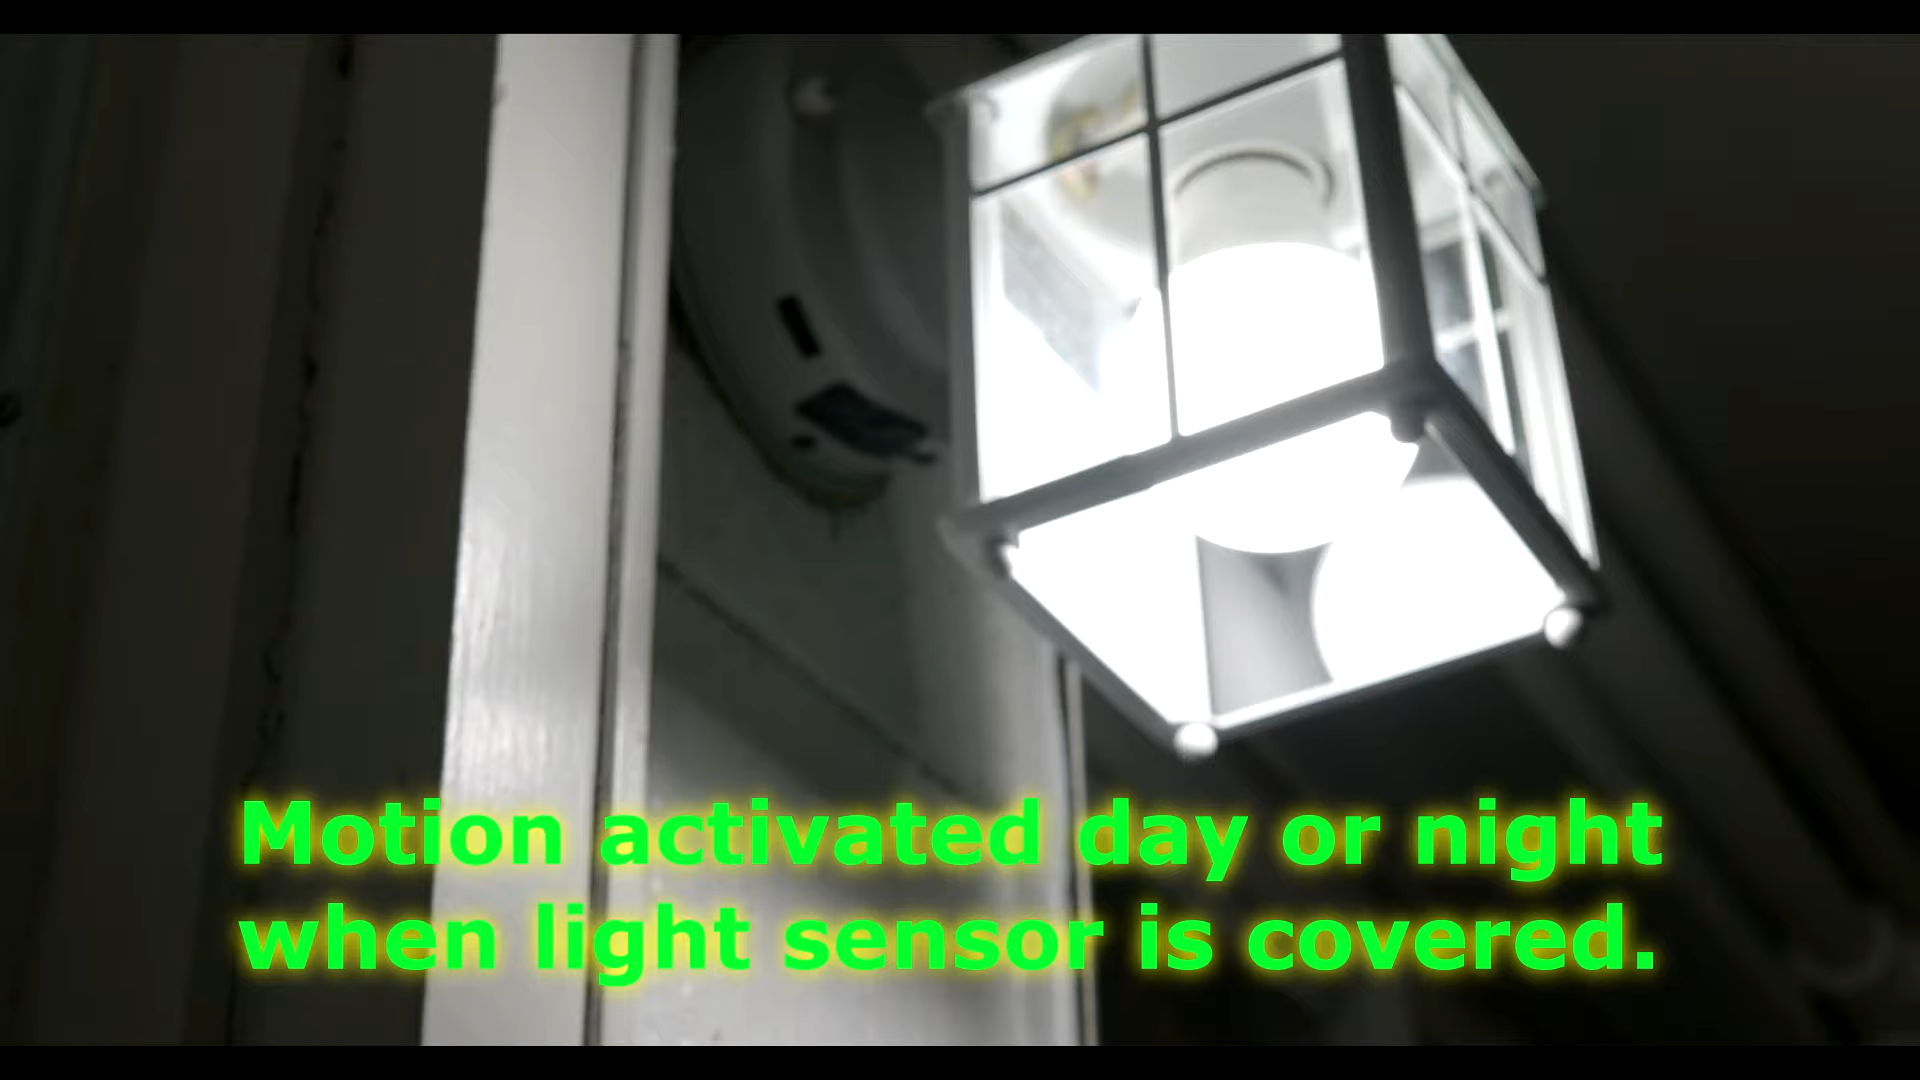 Motion activated day or night
when light sensor is covered.